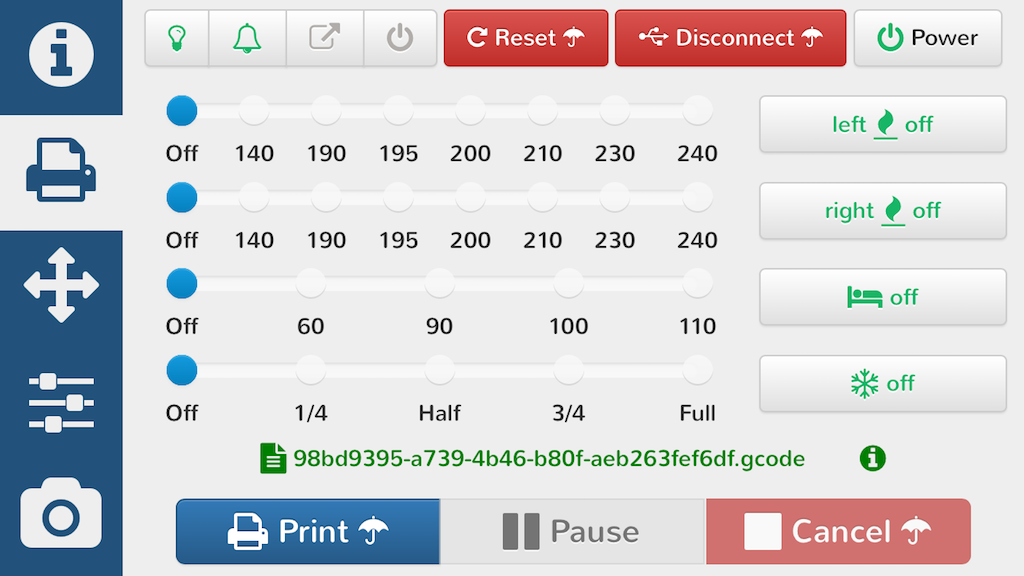 Reset
Disconnect
Power
Off 140 190 195 200 210 230 240
left off
Off 140 190 195 200 210 230 240
right off
Off 60 90 100 110
off
Off 1/4 Half 3/4 Full
off
98bd9395-a739-4b46-b80f-aeb263fef6df.gcode
Print
Pause
Cancel